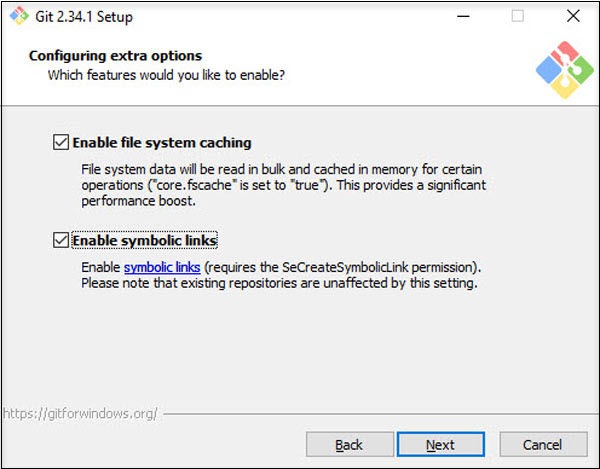 Git 2.34.1 Setup
Configuring extra options
Which features would you like to enable?
Enable file system caching
File system data will be read in bulk and cached in memory for certain
operations ("core.fscache" is set to "true"). This provides a significant
performance boost.
Enable symbolic links
Enable symbolic links (requires the SeCreateSymbolicLink permission).
Please note that existing repositories are unaffected by this setting.
https://gitforwindows.org/
Back
Next
Cancel